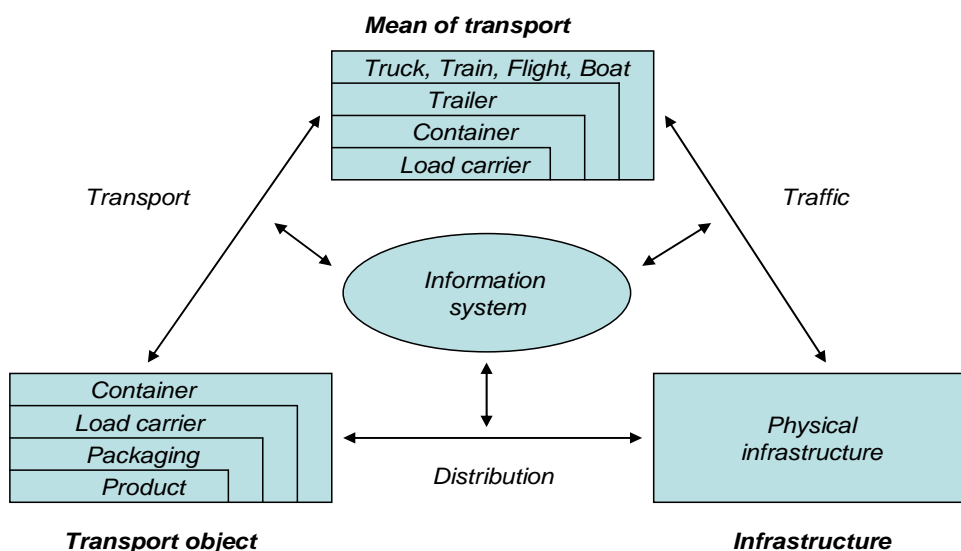 Mean of transport
Truck, Train, Flight, Boat
Trailer
Container
Load carrier
Transport
Traffic
Information
system
Container
Load carrier
Packaging
Product
Physical
infrastructure
Distribution
Transport object
Infrastructure